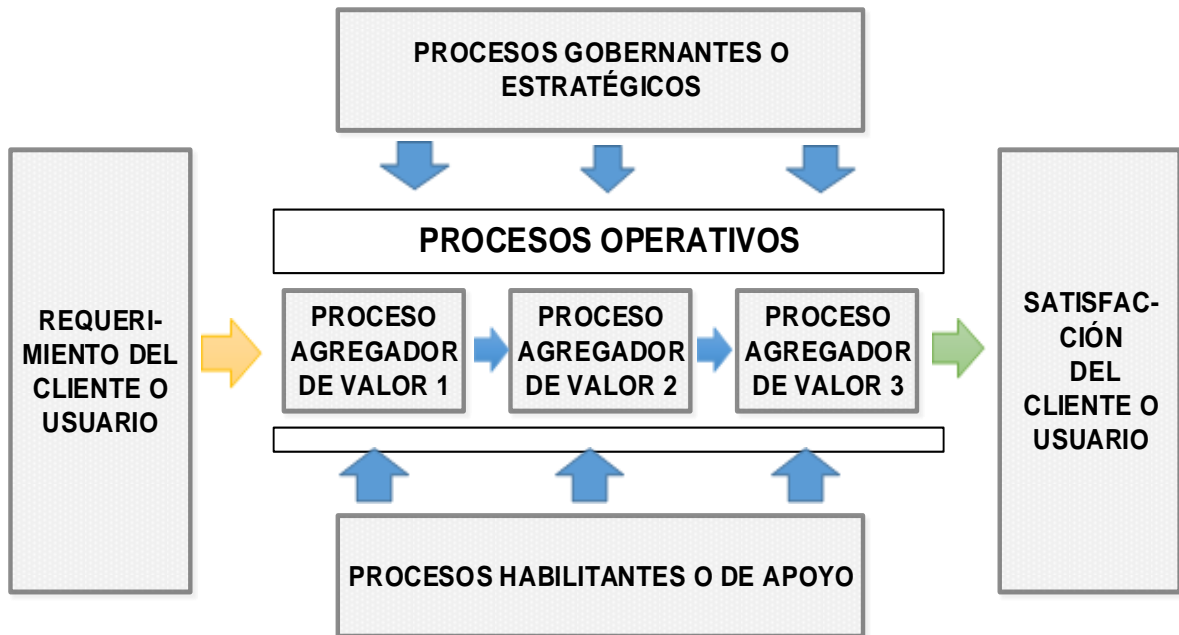 PROCESOS GOBERNANTES O
ESTRATÉGICOS
PROCESOS OPERATIVOS
REQUERI-
MIENTO DEL
CLIENTE O
USUARIO
PROCESO
AGREGADOR
DE VALOR 1
PROCESO
AGREGADOR
DE VALOR 2
PROCESO
AGREGADOR
DE VALOR 3
SATISFAC-
CIÓN
DEL
CLIENTE O
USUARIO
PROCESOS HABILITANTES O DE APOYO